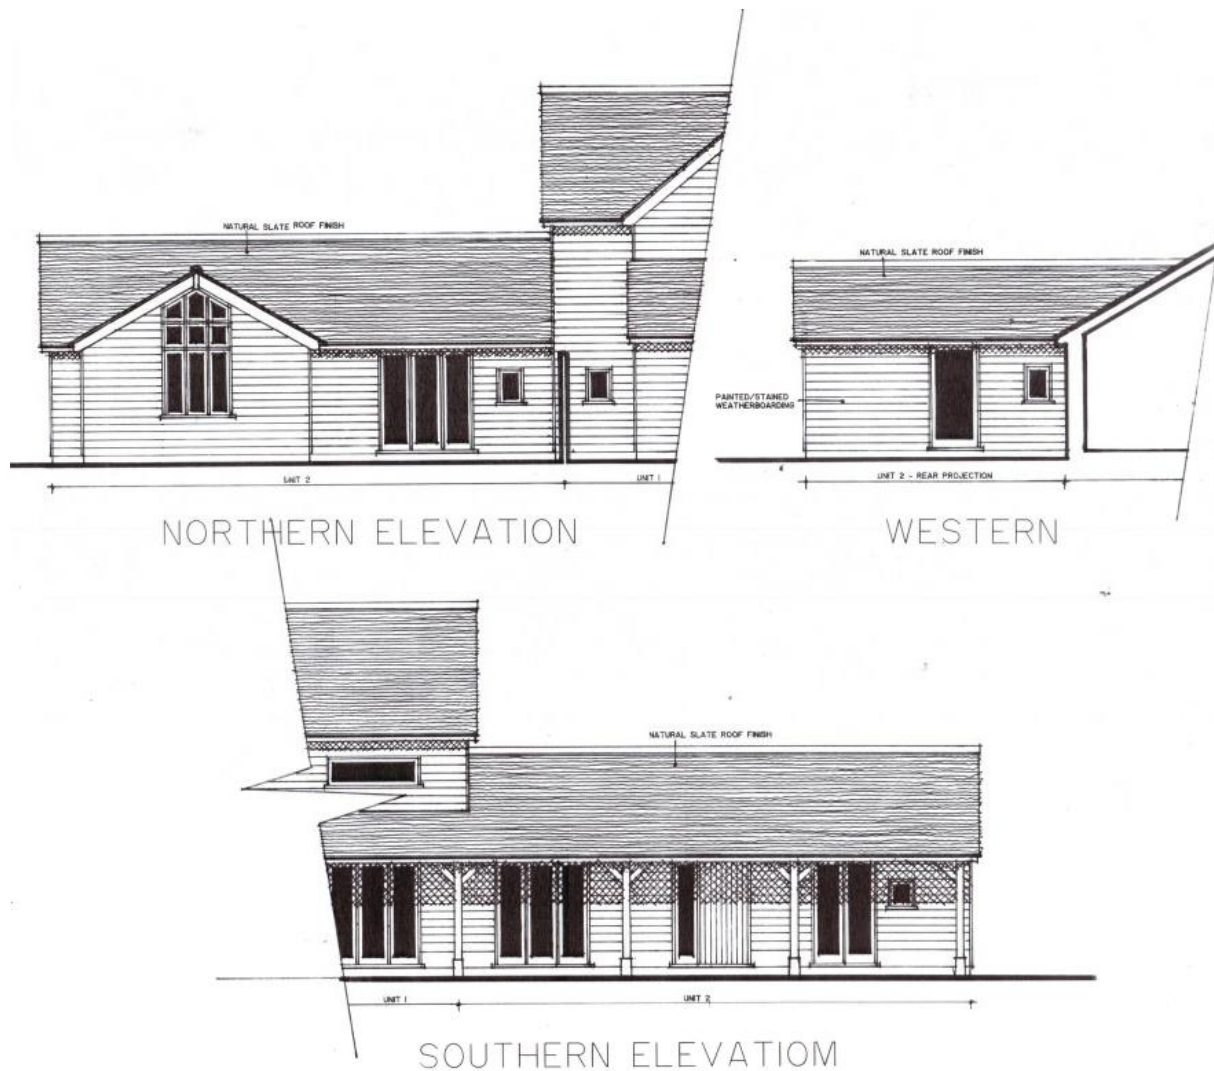 NATURAL SLATE ROOF FINISH
UNIT 2
UNIT 1
NORTHERN ELEVATION
NATURAL SLATE ROOF FINISH
PAINTED/STAINED
WEATHERBOARDING
UNIT 2 - REAR PROJECTION
WESTERN
NATURAL SLATE ROOF FINISH
UNIT 1
UNIT 2
SOUTHERN ELEVATIOM